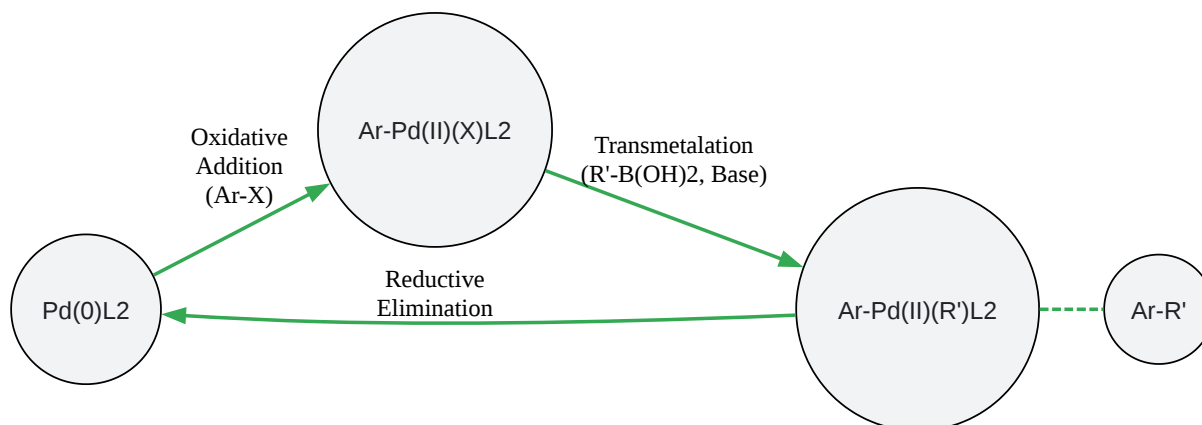 Ar-Pd(II)(X)L2
Oxidative
Addition
(Ar-X)
Transmetalation
(R'-B(OH)2, Base)
Reductive
Elimination
Pd(0)L2
Ar-Pd(II)(R')L2
Ar-R'